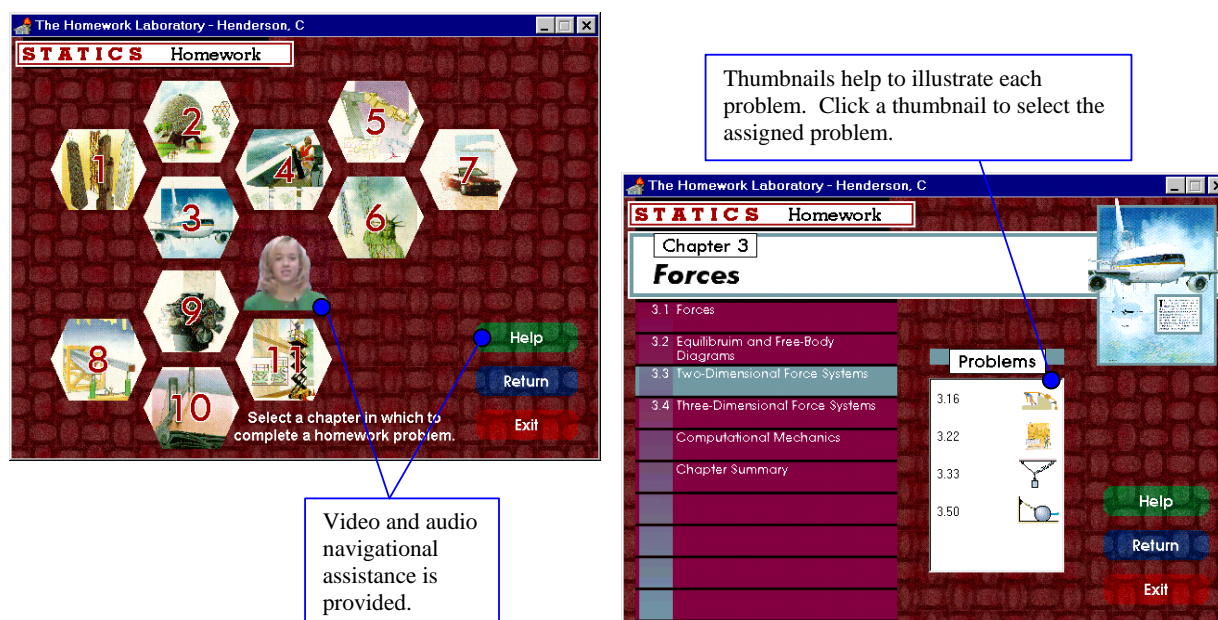 The Homework Laboratory - Henderson, C
STATICS Homework
1
2
3
4
5
6
7
8
9
10
11
Help
Return
Exit
Select a chapter in which to
complete a homework problem.
Video and audio
navigational
assistance is
provided.
Thumbnails help to illustrate each
problem. Click a thumbnail to select the
assigned problem.
The Homework Laboratory - Henderson, C
STATICS Homework
Chapter 3
Forces
3.1 Forces
3.2 Equilibruim and Free-Body
Diagrams
3.3 Two-Dimensional Force Systems
3.4 Three-Dimensional Force Systems
Computational Mechanics
Chapter Summary
Problems
3.16
3.22
3.33
3.50
Help
Return
Exit